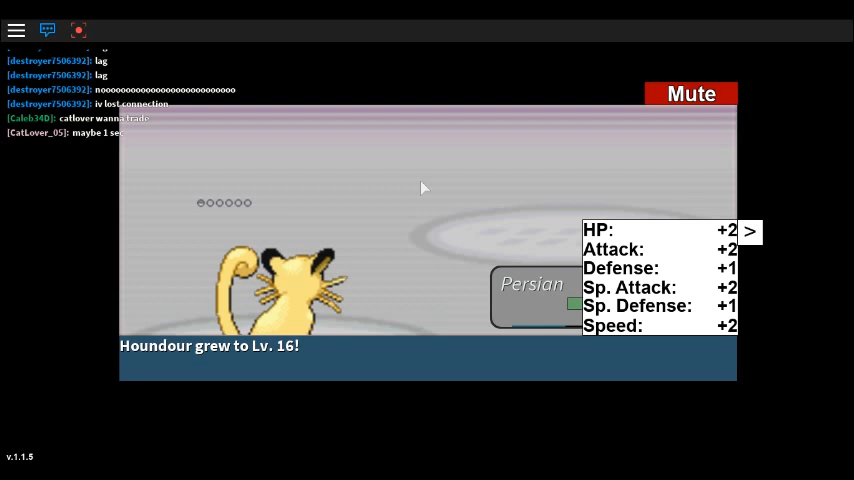 [destroyer7506392]: lag
[destroyer7506392]: lag
[destroyer7506392]: noooooooooooooooooooooooooooo
[destroyer7506392]: iv lost connection
[Caleb34D]: catlover wanna trade
[CatLover_05]: maybe 1 sec
Mute
HP: +2
>
Attack: +2
Defense: +1
Sp. Attack: +2
Sp. Defense: +1
Speed: +2
Persian
Houndour grew to Lv. 16!
v.1.1.5